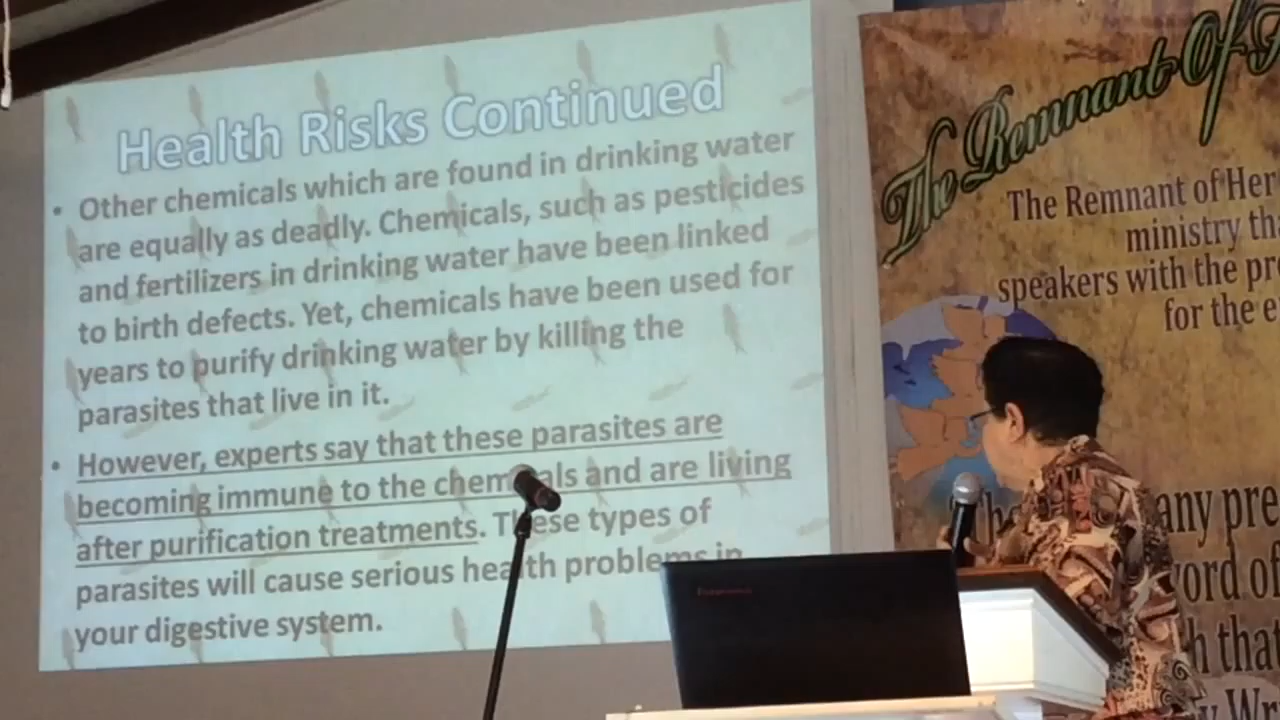 Health Risks Continued
• Other chemicals which are found in drinking water
are equally as deadly. Chemicals, such as pesticides
and fertilizers in drinking water have been linked
to birth defects. Yet, chemicals have been used for
years to purify drinking water by killing the
parasites that live in it.
• However, experts say that these parasites are
becoming immune to the chemicals and are living
after purification treatments. These types of
parasites will cause serious health problems in
your digestive system.
The Remnant Of
The Remnant of Her
ministry
speakers with the
for the
any